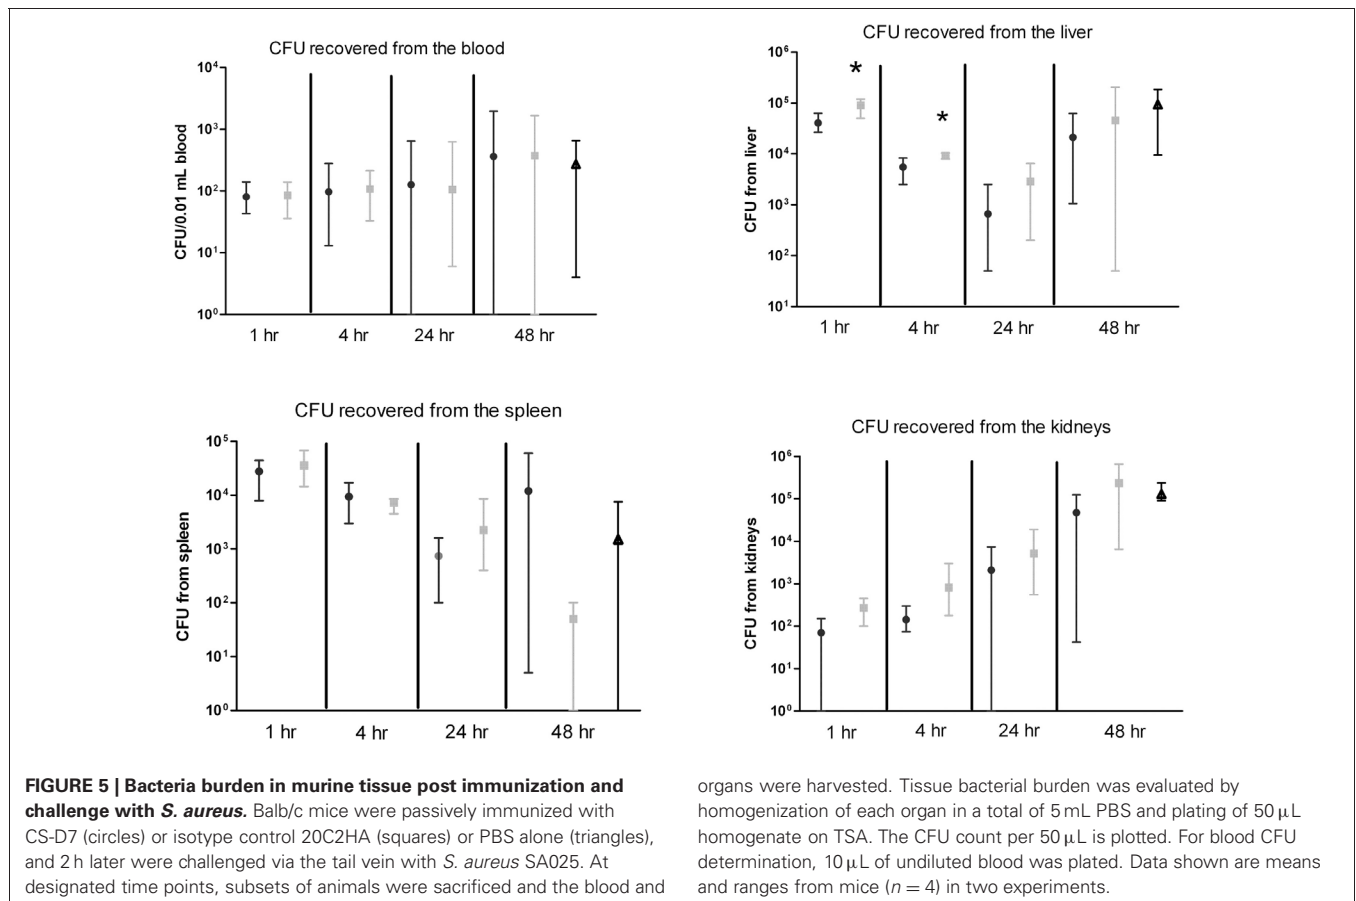 CFU recovered from the blood
10⁴
10³
10²
10¹
10⁰
CFU/0.01 mL blood
1 hr 4 hr 24 hr 48 hr
CFU recovered from the liver
10⁶
10⁵
10⁴
10³
10²
10¹
CFU from liver
* *
1 hr 4 hr 24 hr 48 hr
CFU recovered from the spleen
10⁵
10⁴
10³
10²
10¹
10⁰
CFU from spleen
1 hr 4 hr 24 hr 48 hr
CFU recovered from the kidneys
10⁶
10⁵
10⁴
10³
10²
10¹
10⁰
CFU from kidneys
1 hr 4 hr 24 hr 48 hr
FIGURE 5 | Bacteria burden in murine tissue post immunization and
challenge with S. aureus. Balb/c mice were passively immunized with
CS-D7 (circles) or isotype control 20C2HA (squares) or PBS alone (triangles),
and 2 h later were challenged via the tail vein with S. aureus SA025. At
designated time points, subsets of animals were sacrificed and the blood and
organs were harvested. Tissue bacterial burden was evaluated by
homogenization of each organ in a total of 5 mL PBS and plating of 50 μL
homogenate on TSA. The CFU count per 50 μL is plotted. For blood CFU
determination, 10 μL of undiluted blood was plated. Data shown are means
and ranges from mice (n = 4) in two experiments.